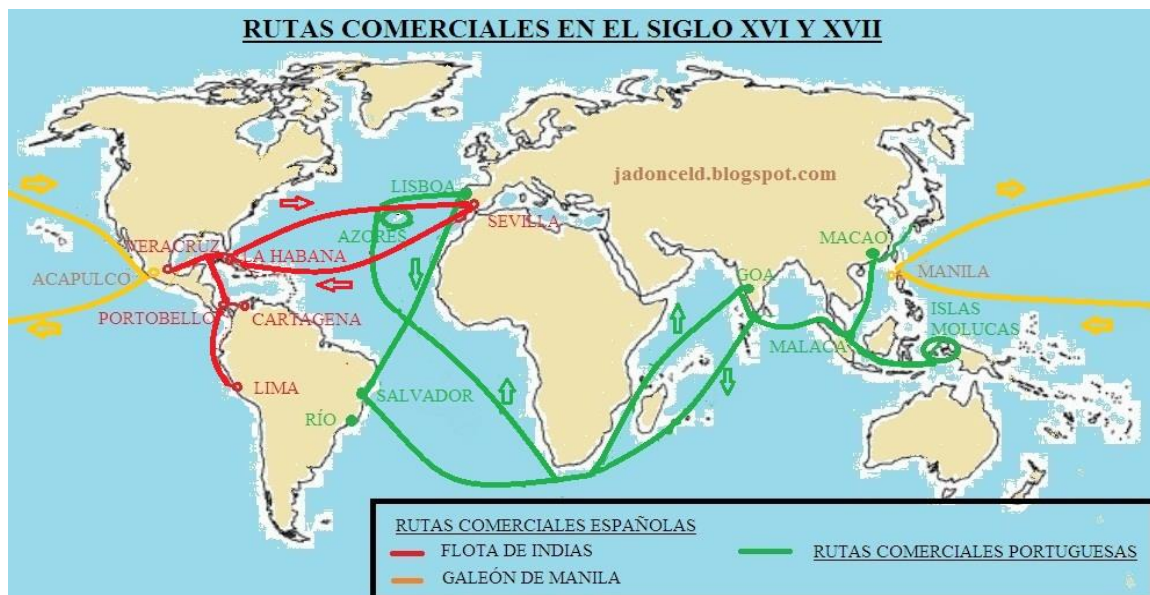 RUTAS COMERCIALES EN EL SIGLO XVI Y XVII
jadonceld.blogspot.com
LISBOA
SEVILLA
AZORES
VERACRUZ
LA HABANA
ACAPULCO
PORTOBELLO
CARTAGENA
LIMA
SALVADOR
RÍO
MACAO
GOA
MANILA
ISLAS
MOLUCAS
MALACA
RUTAS COMERCIALES ESPAÑOLAS
FLOTA DE INDIAS
GALEÓN DE MANILA
RUTAS COMERCIALES PORTUGUESAS